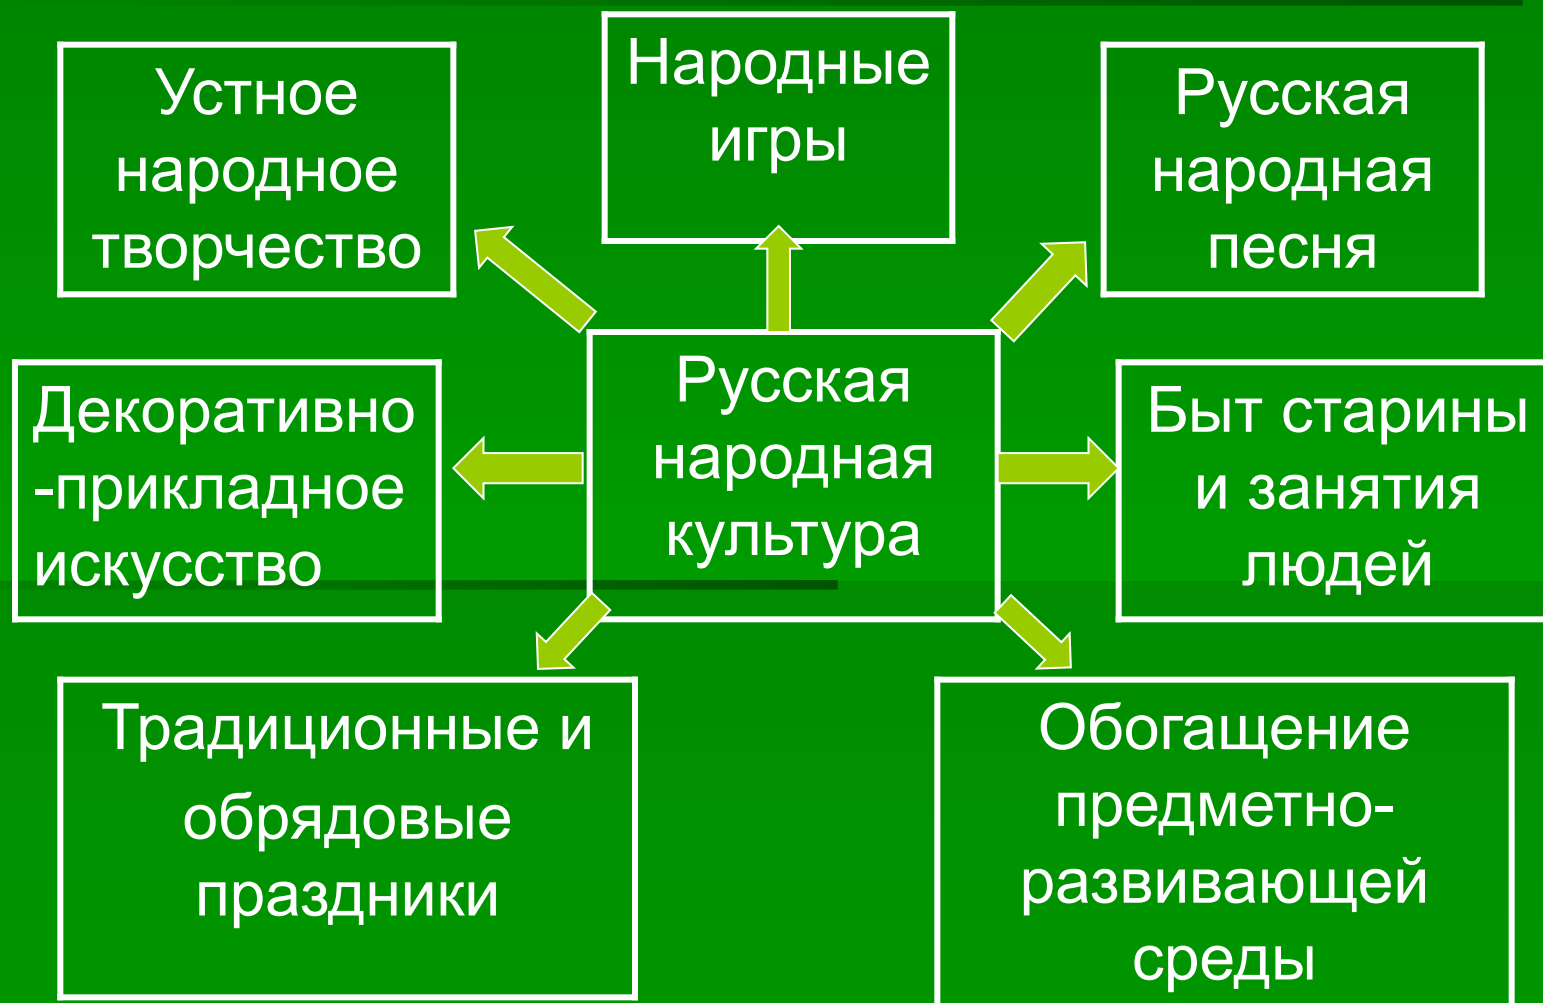 Устное
народное
творчество
Народные
игры
Русская
народная
песня
Декоративно
-прикладное
искусство
Русская
народная
культура
Быт старины
и занятия
людей
Традиционные и
обрядовые
праздники
Обогащение
предметно-
развивающей
среды